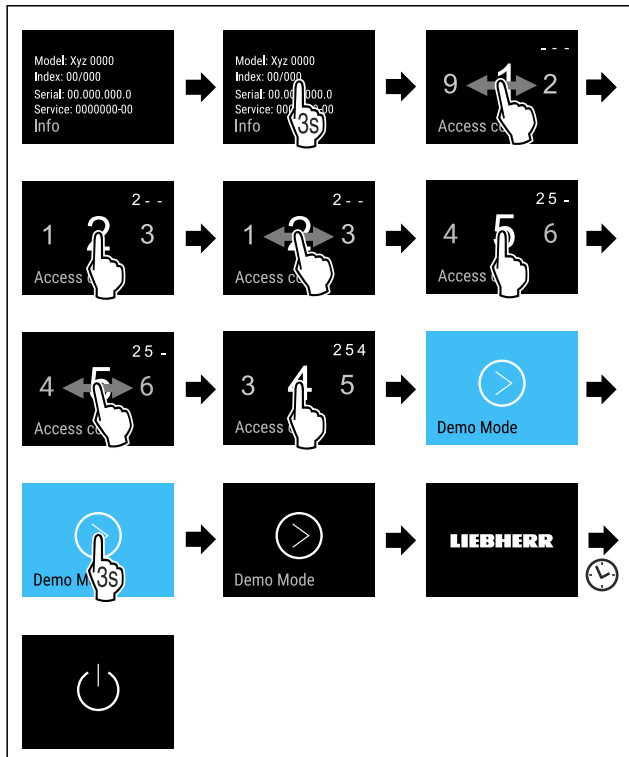 Model: Xyz 0000
Index: 00/000
Serial: 00.000.000.0
Service: 0000000-00
Info
Model: Xyz 0000
Index: 00/000
Serial: 00.000.0
Service: 00 00-00
Info
3s
- - -
9 1 2
Access
2 - -
1 2 3
Access
2 - -
1 2 3
Access
2 5 -
4 5 6
Access
2 5 -
4 5 6
Access
2 5 4
3 4 5
Access
Demo Mode
Demo
3s
Demo Mode
LIEBHERR